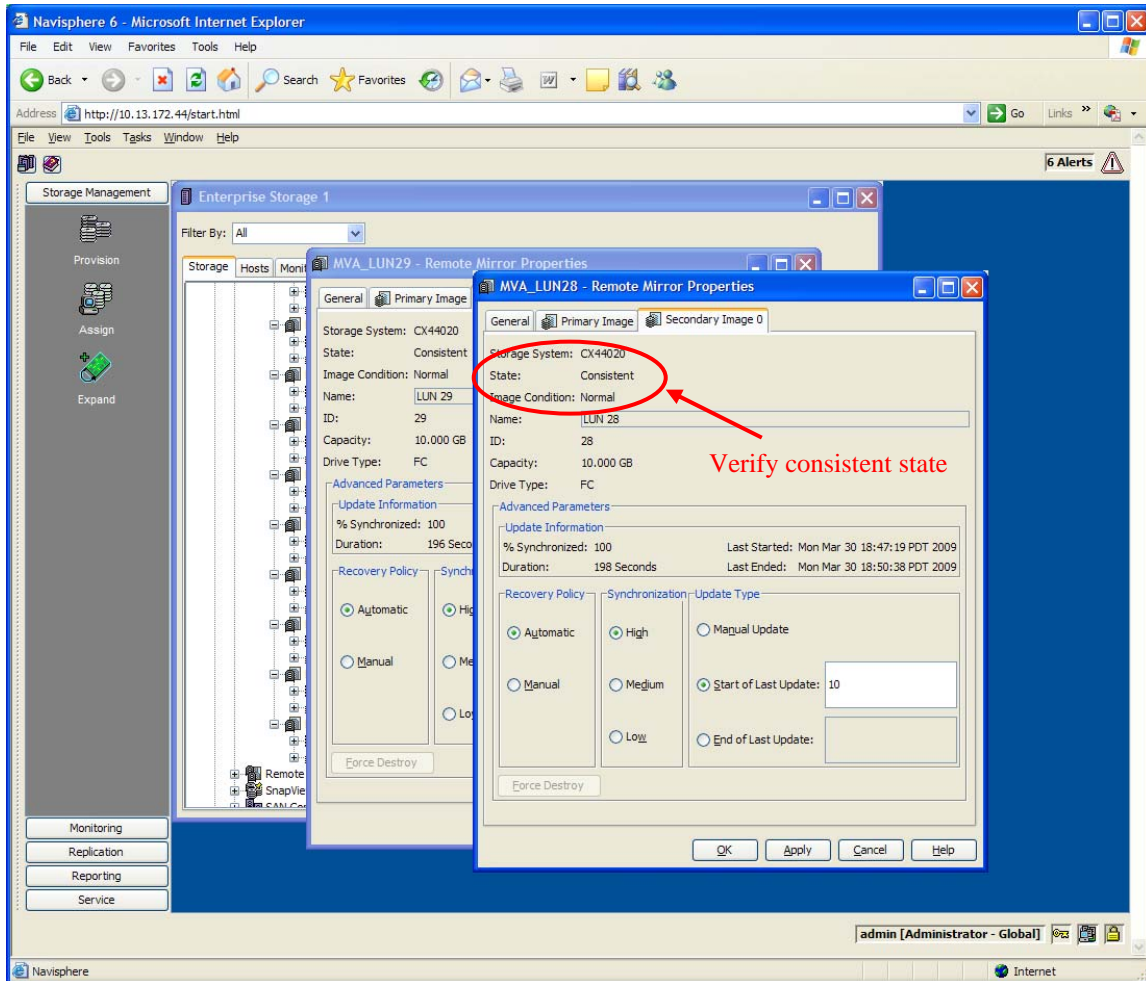 Navisphere 6 - Microsoft Internet Explorer
File Edit View Favorites Tools Help
Back Search Favorites
Address http://10.13.172.44/start.html Go Links »
File View Tools Tasks Window Help
6 Alerts
Storage Management
Provision
Assign
Expand
Monitoring
Replication
Reporting
Service
Enterprise Storage 1
Filter By: All
Storage Hosts
Remote
SAN
MVA_LUN29 - Remote Mirror Properties
General Primary Image
Storage System: CX44020
State: Consistent
Image Condition: Normal
Name: LUN 29
ID: 29
Capacity: 10.000 GB
Drive Type: FC
Advanced Parameters
Update Information
% Synchronized: 100
Duration: 196
Recovery Policy
Automatic
Manual
Force Destroy
MVA_LUN28 - Remote Mirror Properties
General Primary Image Secondary Image 0
Storage System: CX44020
State: Consistent
Image Condition: Normal
Name: LUN 28
ID: 28
Capacity: 10.000 GB
Drive Type: FC
Verify consistent state
Advanced Parameters
Update Information
% Synchronized: 100 Last Started: Mon Mar 30 18:47:19 PDT 2009
Duration: 198 Seconds Last Ended: Mon Mar 30 18:50:38 PDT 2009
Recovery Policy Synchronization Update Type
Automatic High Manual Update
Manual Medium Start of Last Update: 10
Low End of Last Update:
Force Destroy
OK Apply Cancel Help
admin [Administrator - Global]
Navisphere Internet